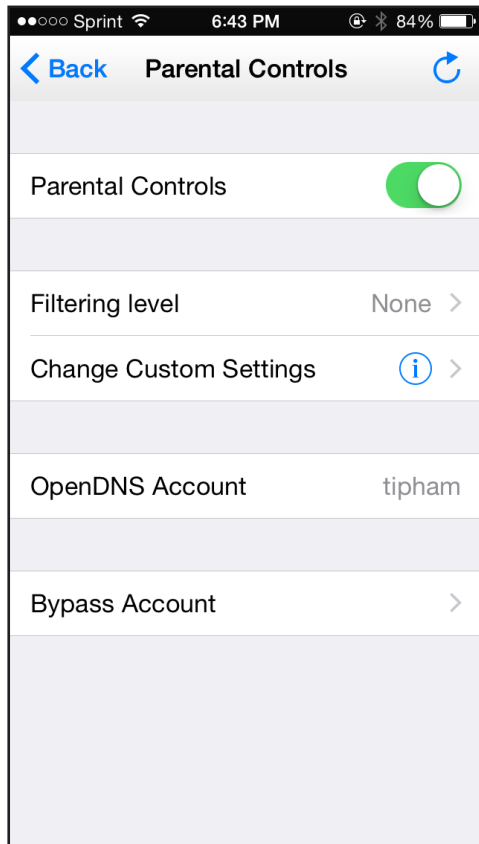 Sprint 6:43 PM 84%
Back Parental Controls
Parental Controls
Filtering level None
Change Custom Settings i
OpenDNS Account tipham
Bypass Account